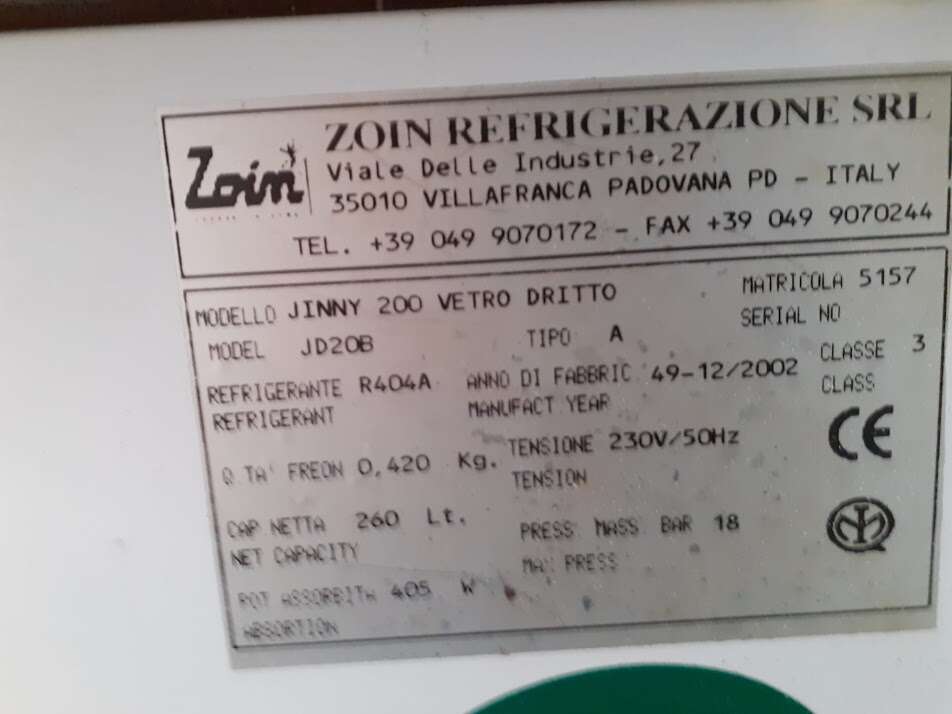 Zoin
ZOIN REFRIGERAZIONE SRL
Viale Delle Industrie,27
35010 VILLAFRANCA PADOVANA PD - ITALY
TEL. +39 049 9070172 - FAX +39 049 9070244
MODELLO JINNY 200 VETRO DRITTO MATRICOLA 5157
MODEL JD20B TIPO A SERIAL NO
REFRIGERANTE R404A ANNO DI FABBRIC 49-12/2002 CLASSE 3
REFRIGERANT MANUFACT YEAR CLASS
Q TA' FREON 0,420 Kg. TENSIONE 230V/50Hz CE
TENSION
CAP NETTA 260 Lt. PRESS MASS BAR 18
NET CAPACITY MAX PRESS
POT ASSORBITA 405 W
ABSORTION